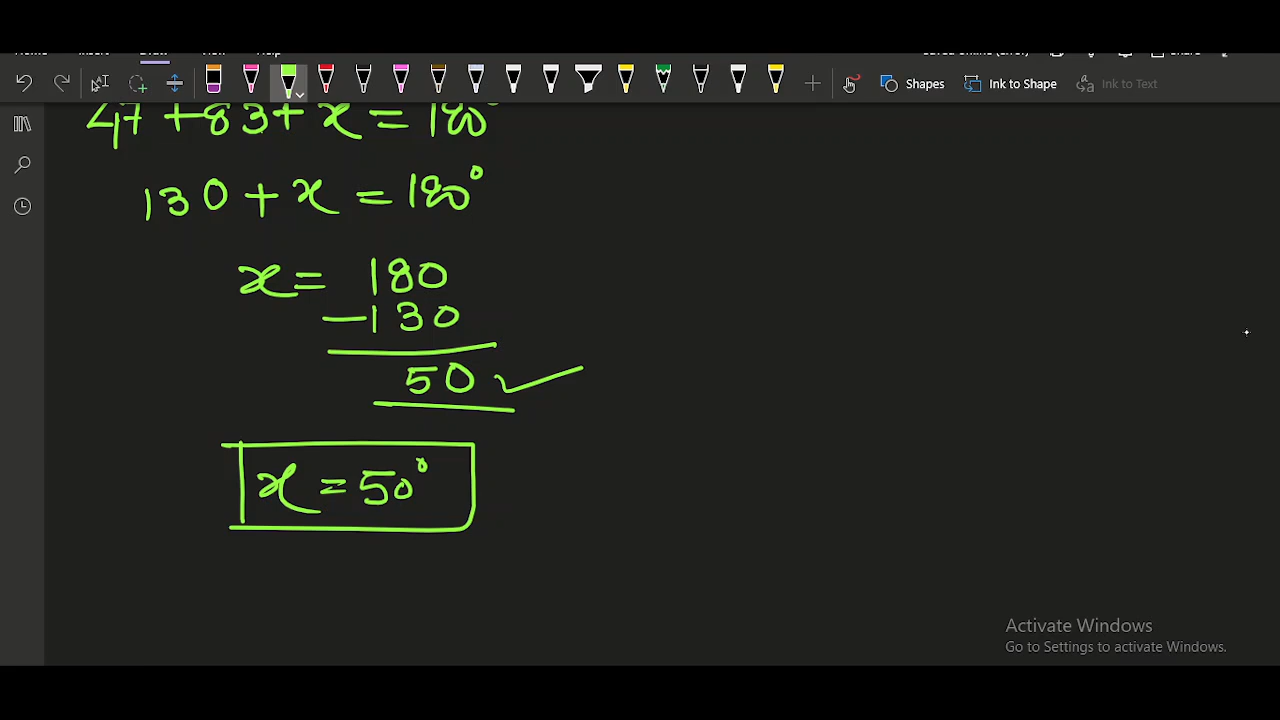 Shapes
Ink to Shape
Ink to Text
47 + 83 + x = 180°
130 + x = 180°
x = 180
- 130
50 ✓
x = 50°
Activate Windows
Go to Settings to activate Windows.